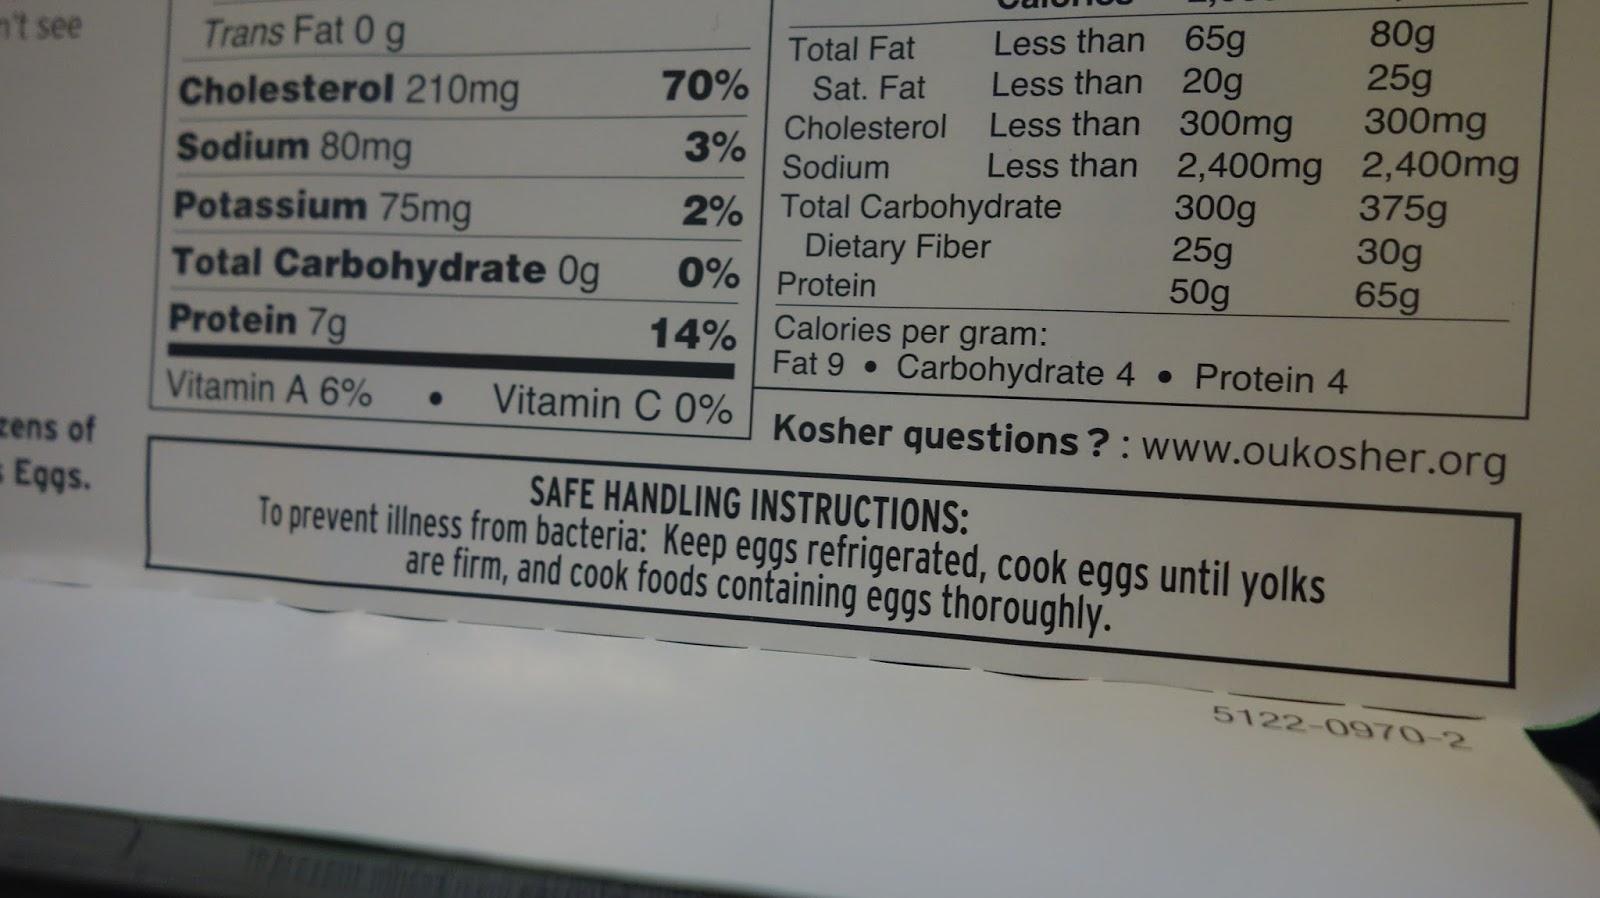 n't see
zens of
s Eggs.
Trans Fat 0 g
Cholesterol 210mg 70%
Sodium 80mg 3%
Potassium 75mg 2%
Total Carbohydrate 0g 0%
Protein 7g 14%
Vitamin A 6% • Vitamin C 0%
Calories
Total Fat Less than 65g 80g
Sat. Fat Less than 20g 25g
Cholesterol Less than 300mg 300mg
Sodium Less than 2,400mg 2,400mg
Total Carbohydrate 300g 375g
Dietary Fiber 25g 30g
Protein 50g 65g
Calories per gram:
Fat 9 • Carbohydrate 4 • Protein 4
Kosher questions ? : www.oukosher.org
SAFE HANDLING INSTRUCTIONS:
To prevent illness from bacteria: Keep eggs refrigerated, cook eggs until yolks
are firm, and cook foods containing eggs thoroughly.
5122-0970-2